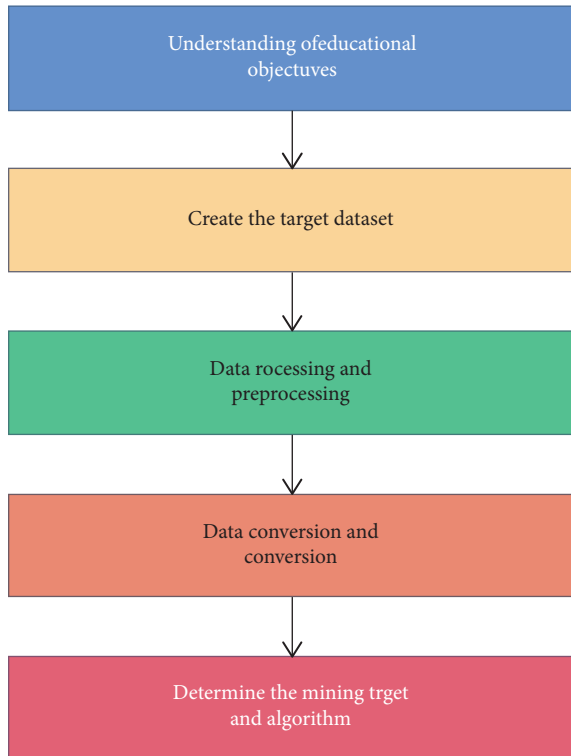 Understanding ofeducational
objectuves
Create the target dataset
Data rocessing and
preprocessing
Data conversion and
conversion
Determine the mining trget
and algorithm